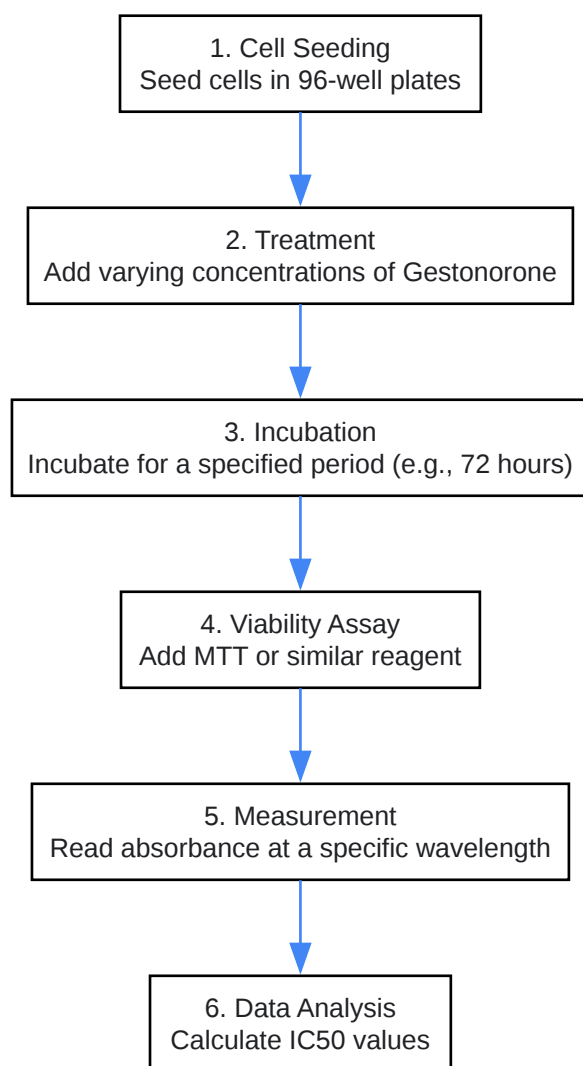 1. Cell Seeding
Seed cells in 96-well plates
2. Treatment
Add varying concentrations of Gestonorone
3. Incubation
Incubate for a specified period (e.g., 72 hours)
4. Viability Assay
Add MTT or similar reagent
5. Measurement
Read absorbance at a specific wavelength
6. Data Analysis
Calculate IC50 values